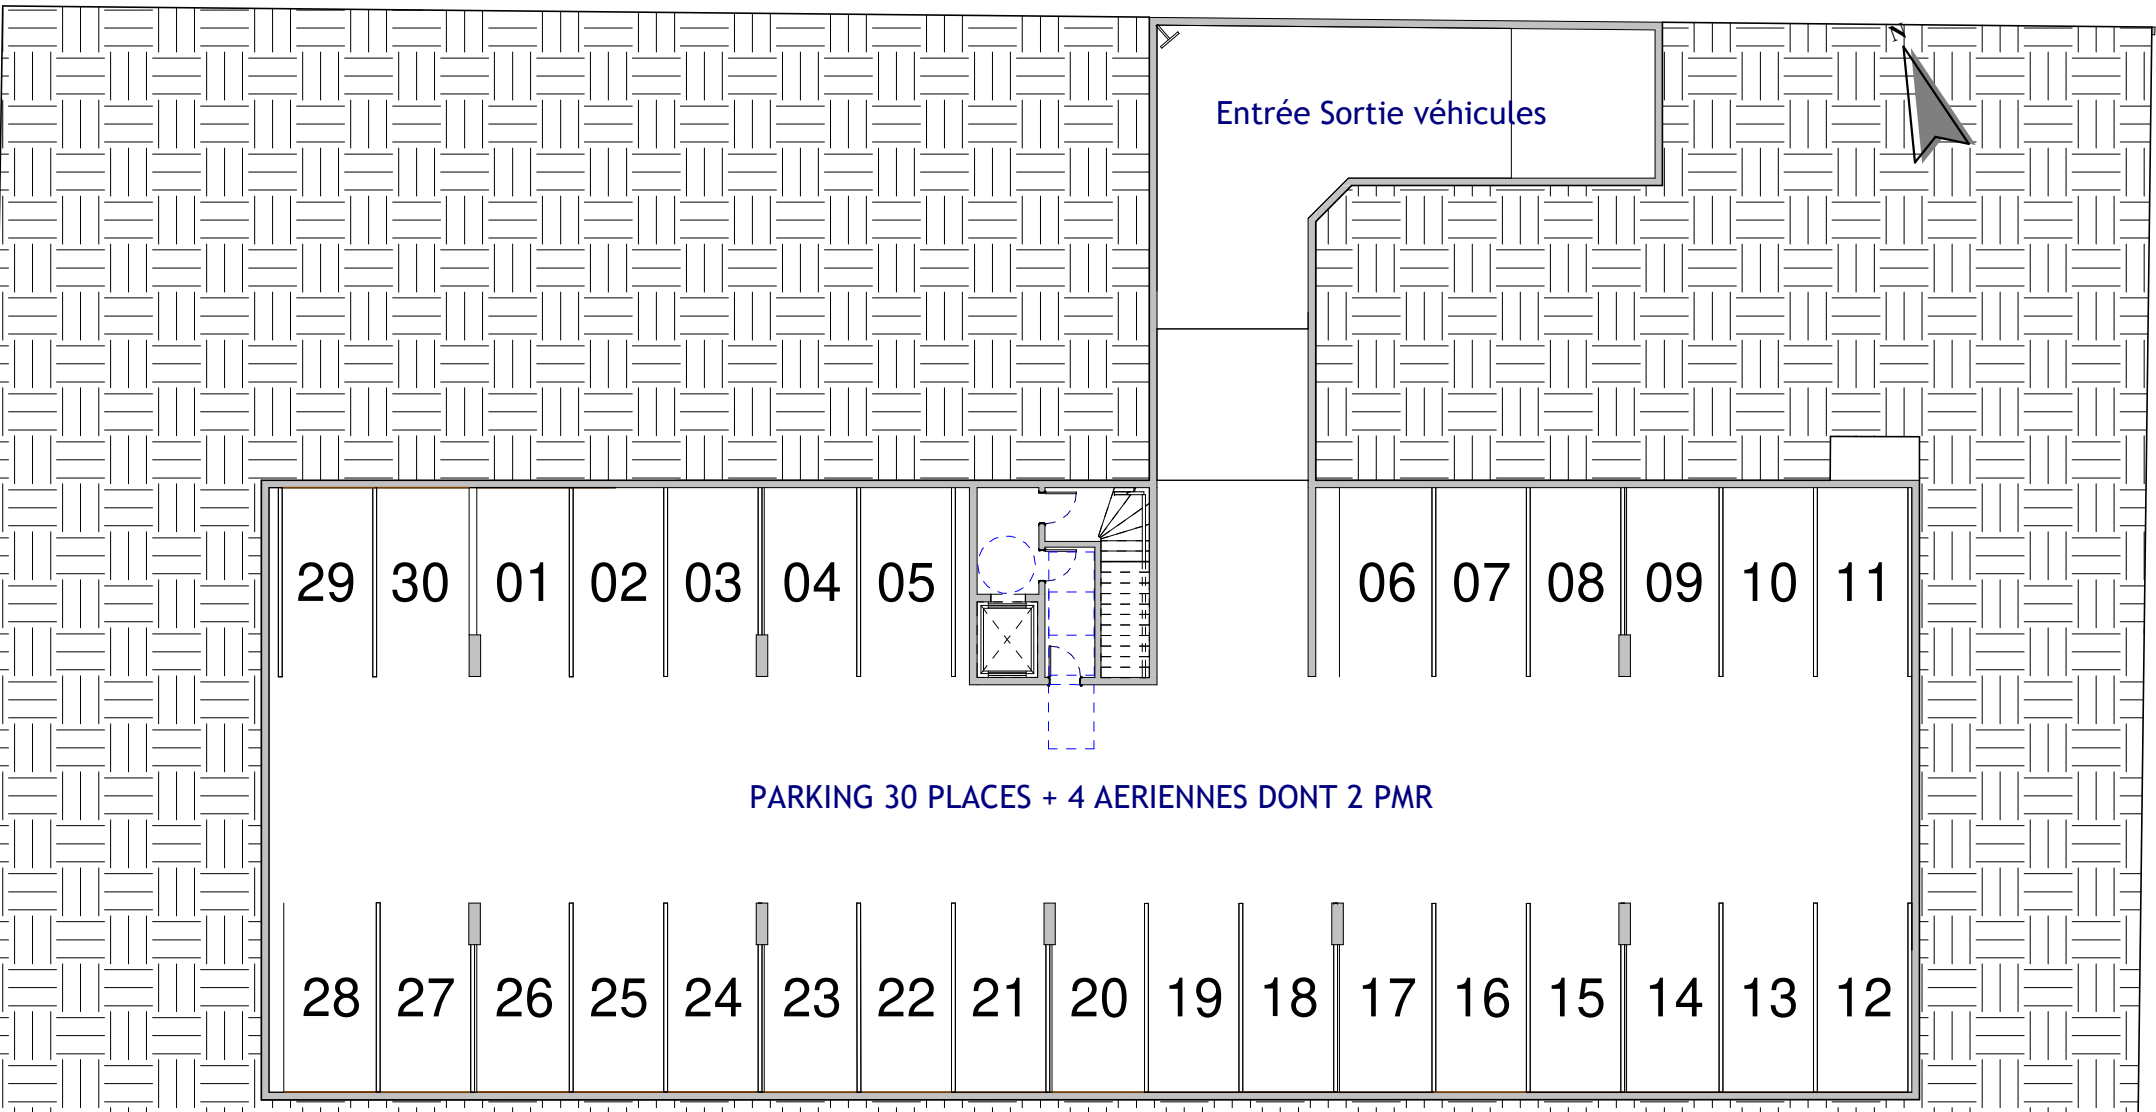 N
Entrée Sortie véhicules
29 30 01 02 03 04 05 06 07 08 09 10 11
PARKING 30 PLACES + 4 AERIENNES DONT 2 PMR
28 27 26 25 24 23 22 21 20 19 18 17 16 15 14 13 12